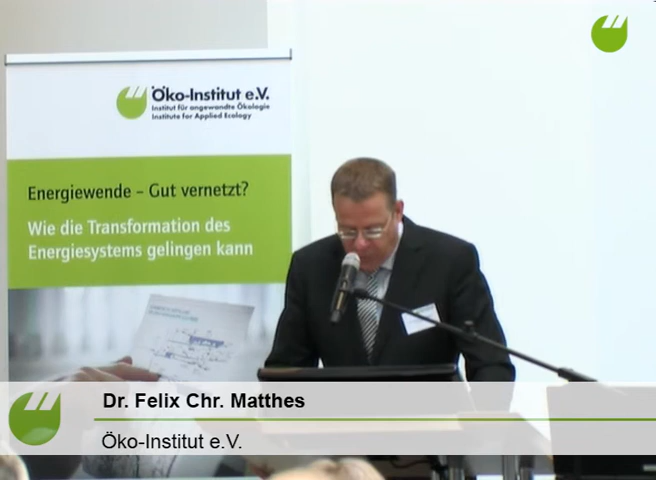 Öko-Institut e.V.
Institut für angewandte Ökologie
Institute for Applied Ecology
Energiewende – Gut vernetzt?
Wie die Transformation des
Energiesystems gelingen kann
Dr. Felix Chr. Matthes
Öko-Institut e.V.